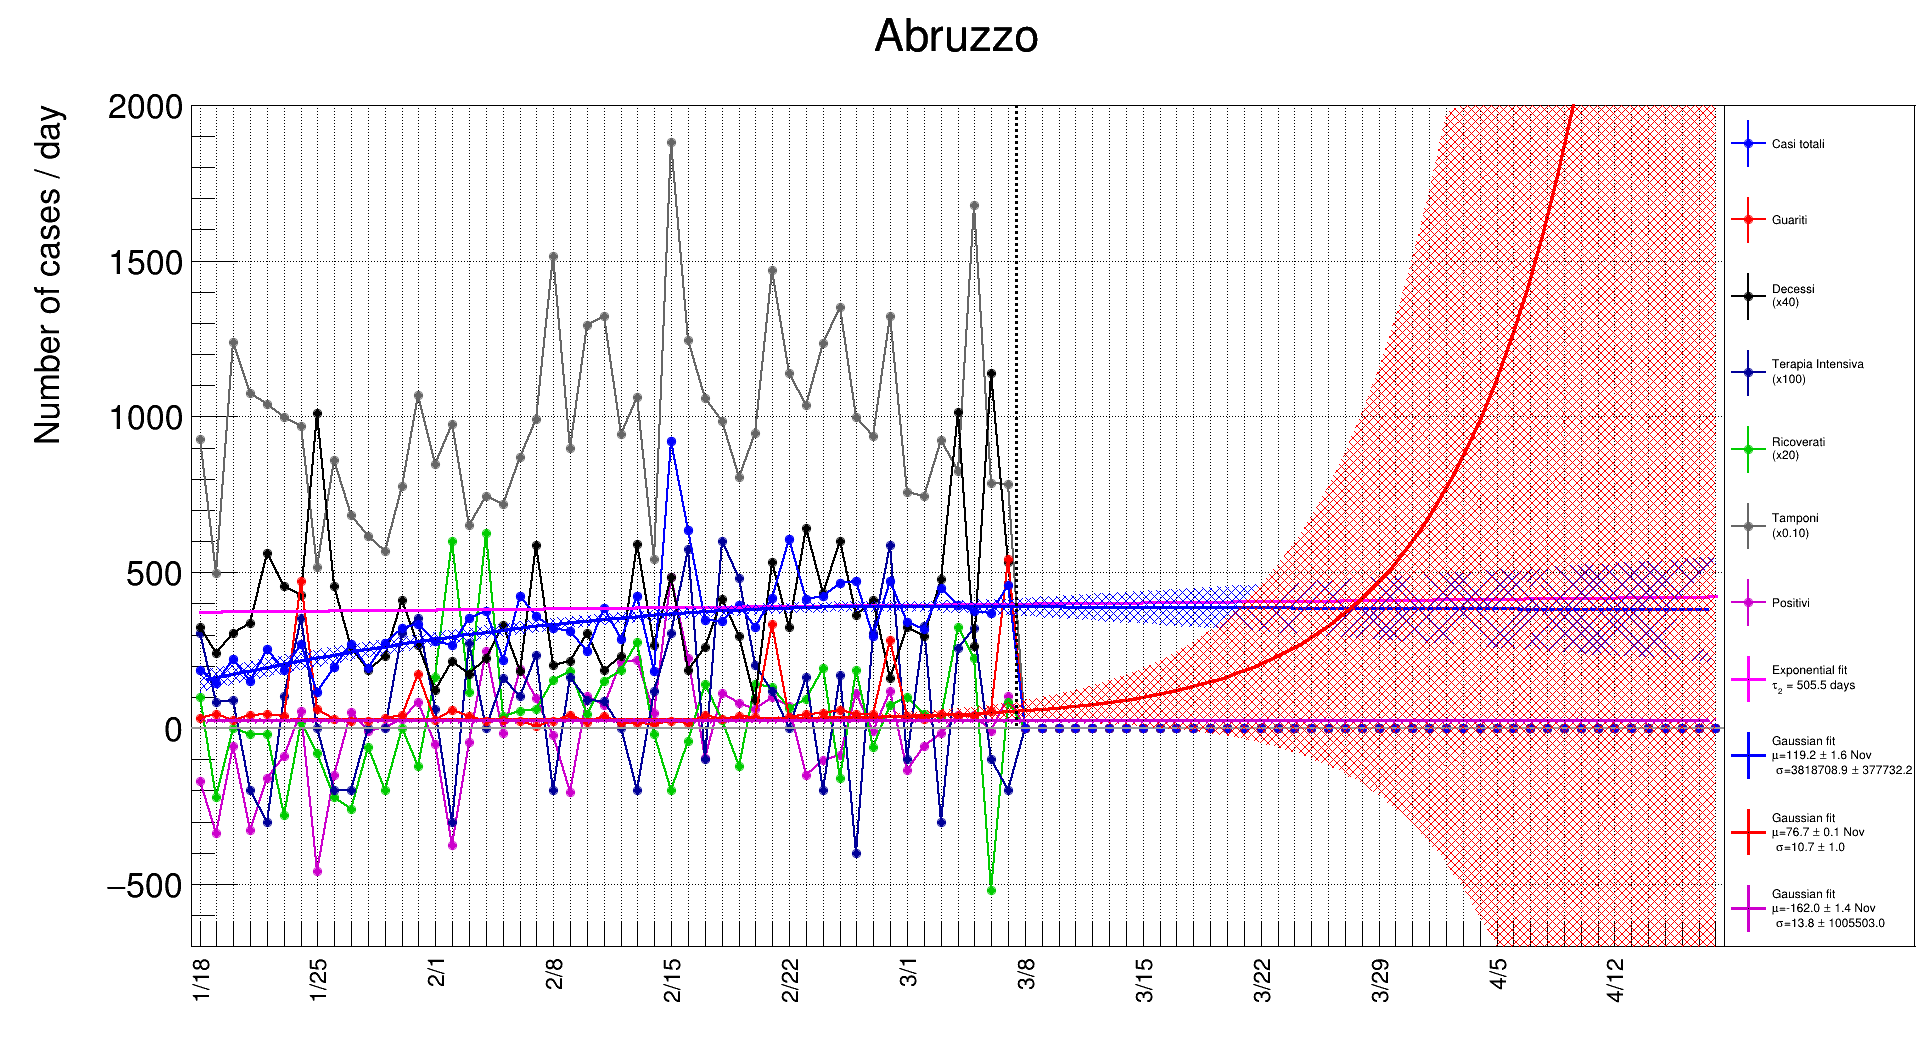 Abruzzo
Number of cases / day
2000
1500
1000
500
0
−500
1/18
1/25
2/1
2/8
2/15
2/22
3/1
3/8
3/15
3/22
3/29
4/5
4/12
Casi totali
Guariti
Decessi
(x40)
Terapia Intensiva
(x100)
Ricoverati
(x20)
Tamponi
(x0.10)
Positivi
Exponential fit
τ2 = 505.5 days
Gaussian fit
μ=119.2 ± 1.6 Nov
σ=3818708.9 ± 377732.2
Gaussian fit
μ=76.7 ± 0.1 Nov
σ=10.7 ± 1.0
Gaussian fit
μ=-162.0 ± 1.4 Nov
σ=13.8 ± 1005503.0